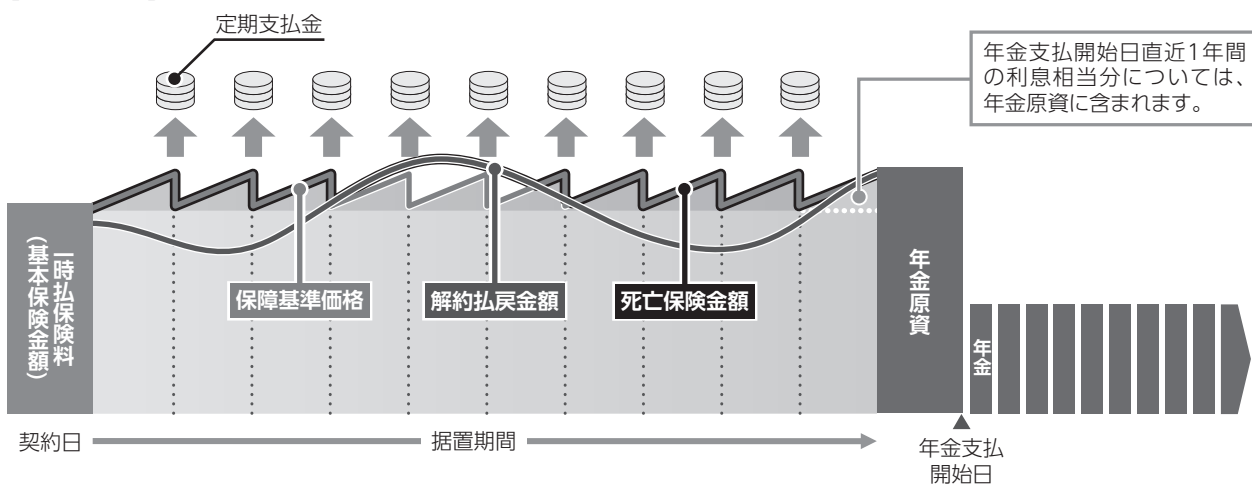 定期支払金
年金支払開始日直近1年間
の利息相当分については、
年金原資に含まれます。
一時払保険料
(基本保険金額)
保障基準価格
解約払戻金額
死亡保険金額
年金原資
年金
契約日
据置期間
年金支払
開始日